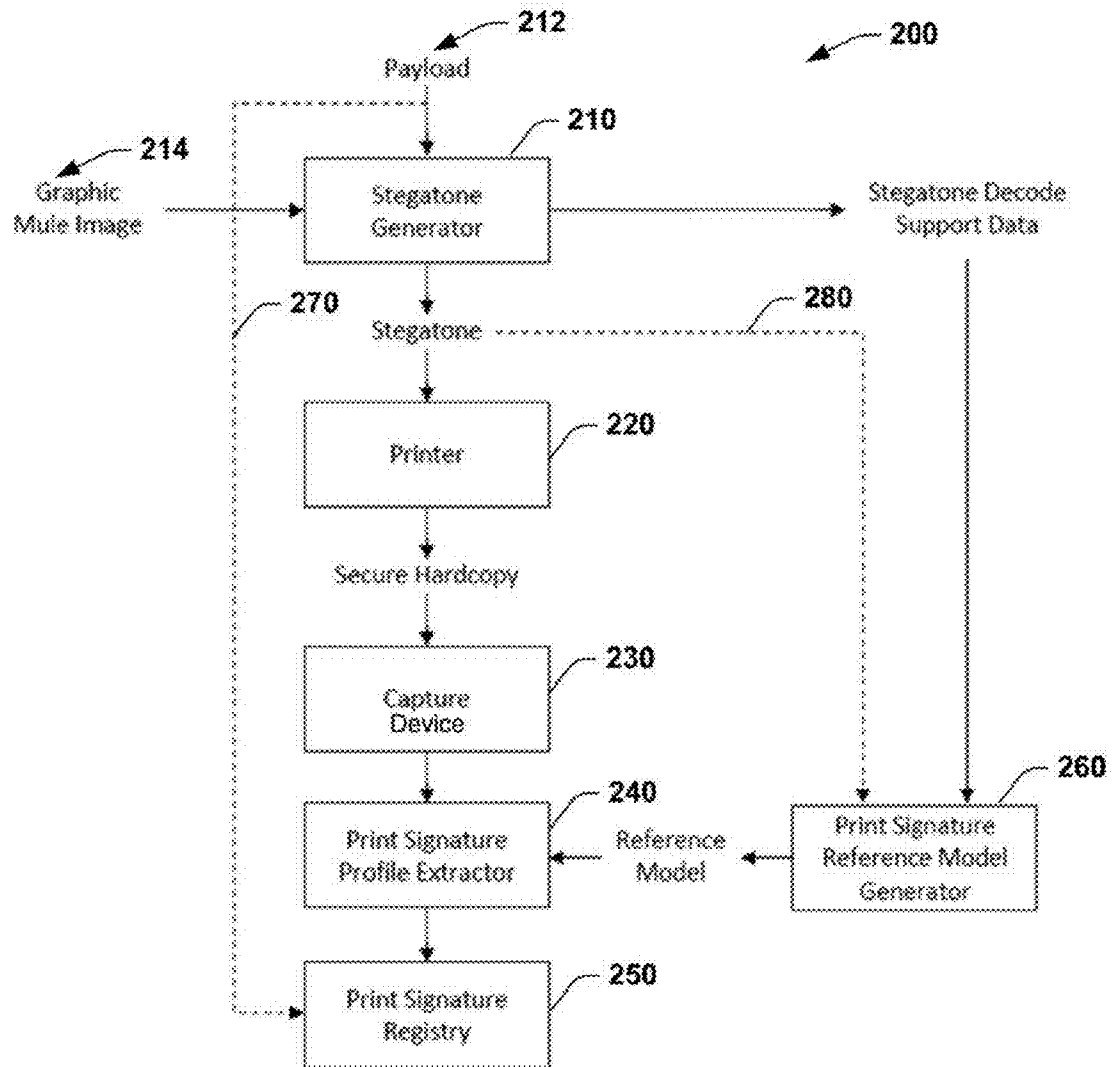 212
200
Payload
210
214
Graphic
Mule Image
Stegatone
Generator
Stegatone Decode
Support Data
270
280
Stegatone
220
Printer
Secure Hardcopy
230
Capture
Device
260
240
Print Signature
Profile Extractor
Reference
Model
Print Signature
Reference Model
Generator
250
Print Signature
Registry